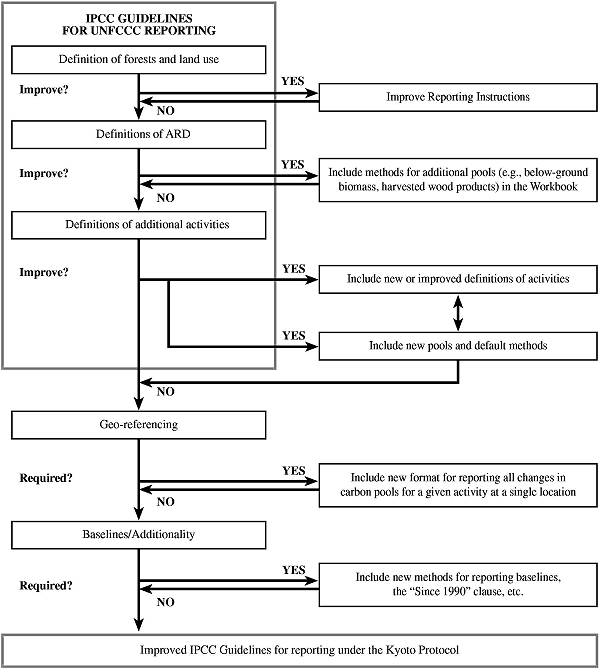 IPCC GUIDELINES
FOR UNFCCC REPORTING
Definition of forests and land use
Improve?
YES
Improve Reporting Instructions
NO
Definitions of ARD
Improve?
YES
Include methods for additional pools (e.g., below-ground
biomass, harvested wood products) in the Workbook
NO
Definitions of additional activities
Improve?
YES
Include new or improved definitions of activities
YES
Include new pools and default methods
NO
Geo-referencing
Required?
YES
Include new format for reporting all changes in
carbon pools for a given activity at a single location
NO
Baselines/Additionality
Required?
YES
Include new methods for reporting baselines,
the “Since 1990” clause, etc.
NO
Improved IPCC Guidelines for reporting under the Kyoto Protocol